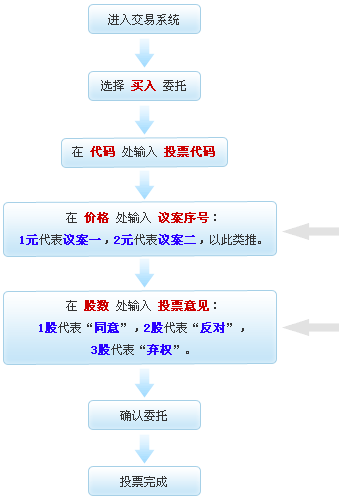 进入交易系统
选择 买入 委托
在 代码 处输入 投票代码
在 价格 处输入 议案序号：
1元代表议案一，2元代表议案二，以此类推。
在 股数 处输入 投票意见：
1股代表“同意”，2股代表“反对”，
3股代表“弃权”。
确认委托
投票完成